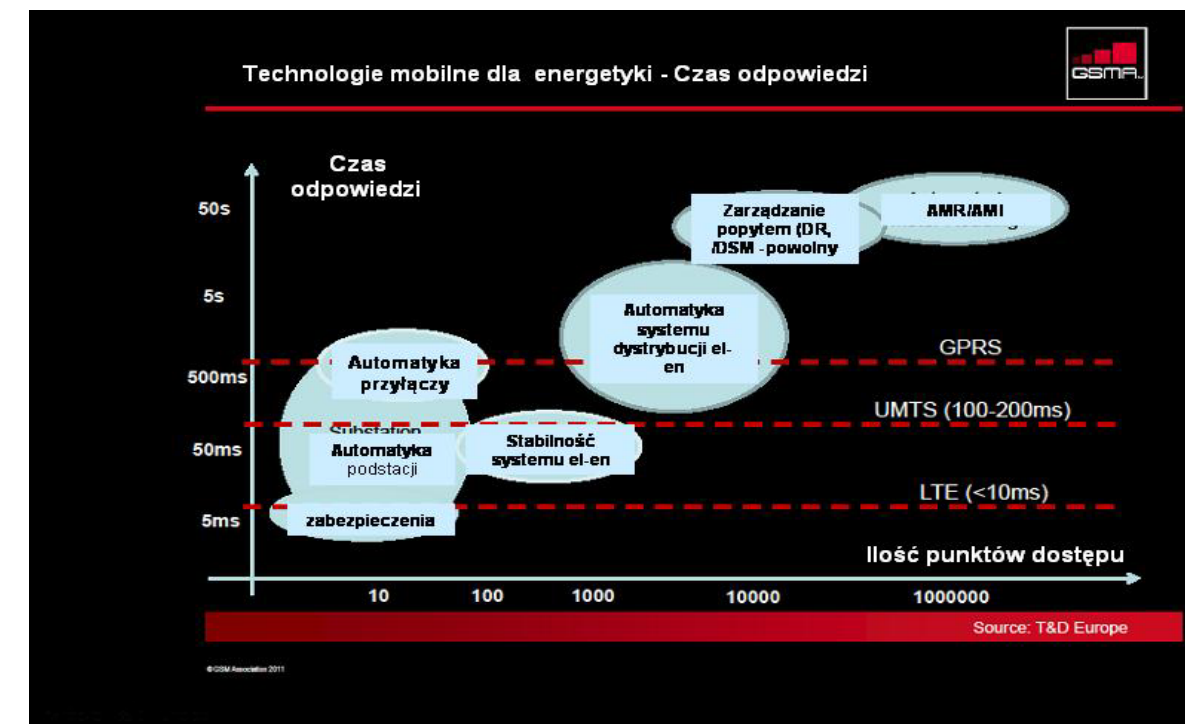 Technologie mobilne dla energetyki - Czas odpowiedzi
GSMA
Czas
odpowiedzi
50s
5s
500ms
50ms
5ms
Zarządzanie
popytem (DR,
/DSM -powolny
AMR/AMI
Automatyka
systemu
dystrybucji el-
en
Automatyka
przyłączy
GPRS
UMTS (100-200ms)
Substation
Automatyka
podstacji
Stabilność
systemu el-en
LTE (<10ms)
zabezpieczenia
Ilość punktów dostępu
10 100 1000 10000 1000000
Source: T&D Europe
© GSM Association 2011